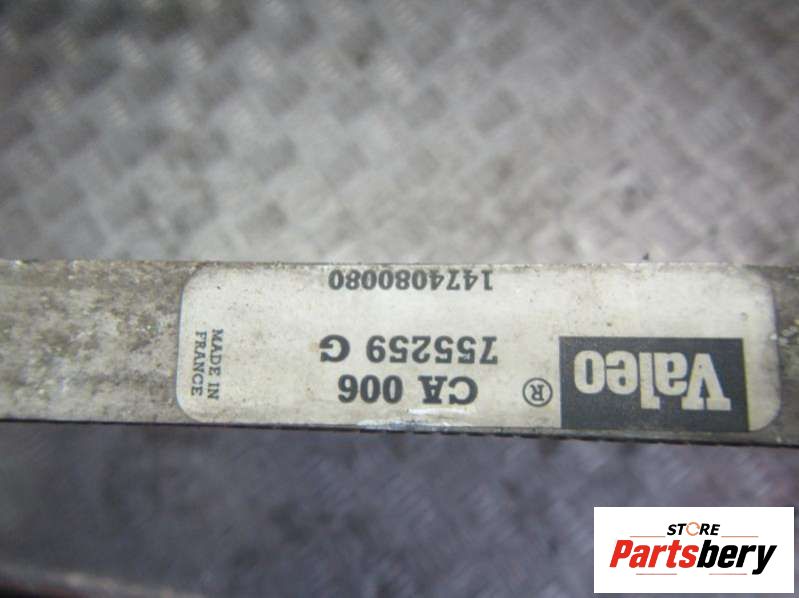 Valeo ®
CA 006
755259 G
1474080080
MADE IN
FRANCE
STORE
Partsbery